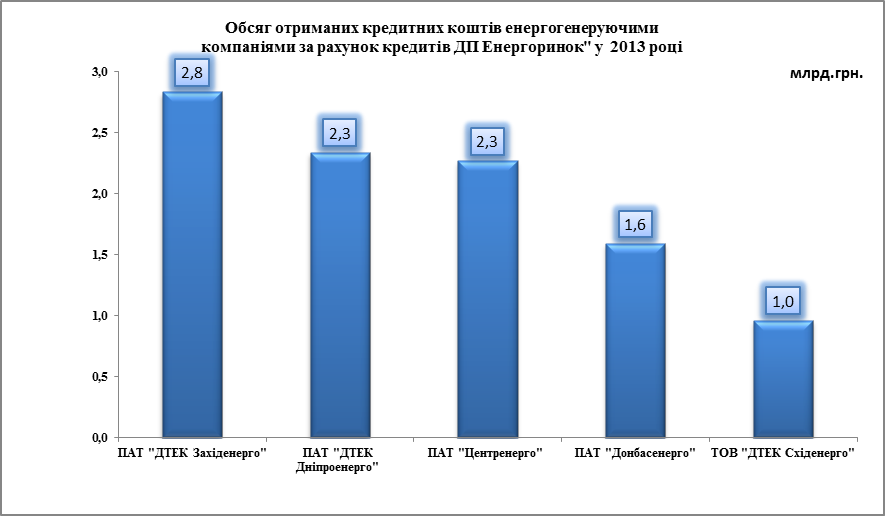 Обсяг отриманих кредитних коштів енергогенеруючими
компаніями за рахунок кредитів ДП Енергоринок" у 2013 році
млрд.грн.
3,0
2,5
2,0
1,5
1,0
0,5
0,0
2,8
2,3
2,3
1,6
1,0
ПАТ "ДТЕК Західенерго"
ПАТ "ДТЕК
Дніпроенерго"
ПАТ "Центренерго"
ПАТ "Донбасенерго"
ТОВ "ДТЕК Східенерго"